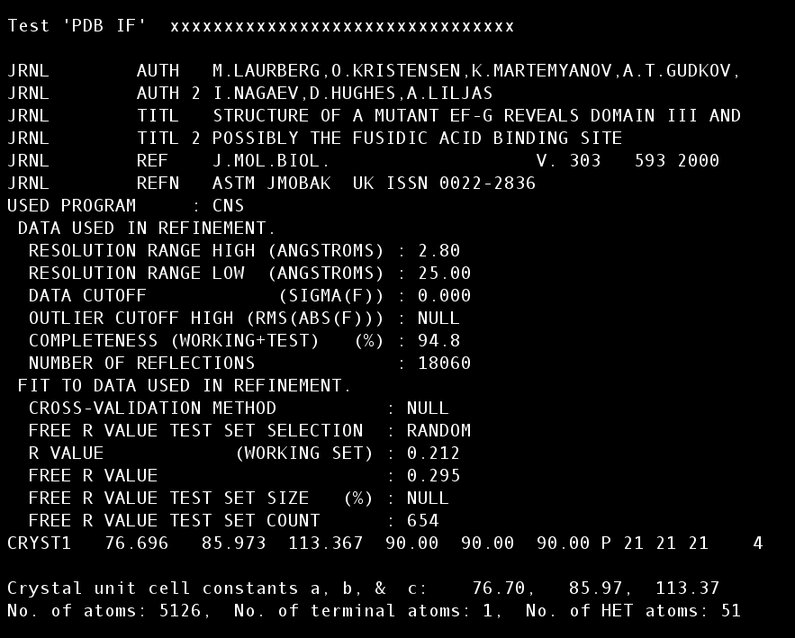 Test 'PDB IF'  xxxxxxxxxxxxxxxxxxxxxxxxxxxxxxxx
JRNL        AUTH   M.LAURBERG,O.KRISTENSEN,K.MARTEMYANOV,A.T.GUDKOV,
JRNL        AUTH 2 I.NAGAEV,D.HUGHES,A.LILJAS
JRNL        TITL   STRUCTURE OF A MUTANT EF-G REVEALS DOMAIN III AND
JRNL        TITL 2 POSSIBLY THE FUSIDIC ACID BINDING SITE
JRNL        REF    J.MOL.BIOL.                   V. 303   593 2000
JRNL        REFN   ASTM JMOBAK  UK ISSN 0022-2836
USED PROGRAM     : CNS
 DATA USED IN REFINEMENT.
  RESOLUTION RANGE HIGH (ANGSTROMS) : 2.80
  RESOLUTION RANGE LOW  (ANGSTROMS) : 25.00
  DATA CUTOFF            (SIGMA(F)) : 0.000
  OUTLIER CUTOFF HIGH (RMS(ABS(F))) : NULL
  COMPLETENESS (WORKING+TEST)   (%) : 94.8
  NUMBER OF REFLECTIONS             : 18060
 FIT TO DATA USED IN REFINEMENT.
  CROSS-VALIDATION METHOD          : NULL
  FREE R VALUE TEST SET SELECTION  : RANDOM
  R VALUE            (WORKING SET) : 0.212
  FREE R VALUE                     : 0.295
  FREE R VALUE TEST SET SIZE   (%) : NULL
  FREE R VALUE TEST SET COUNT      : 654
CRYST1   76.696   85.973  113.367  90.00  90.00  90.00 P 21 21 21    4
Crystal unit cell constants a, b, &  c:    76.70,   85.97,  113.37
No. of atoms: 5126,  No. of terminal atoms: 1,  No. of HET atoms: 51